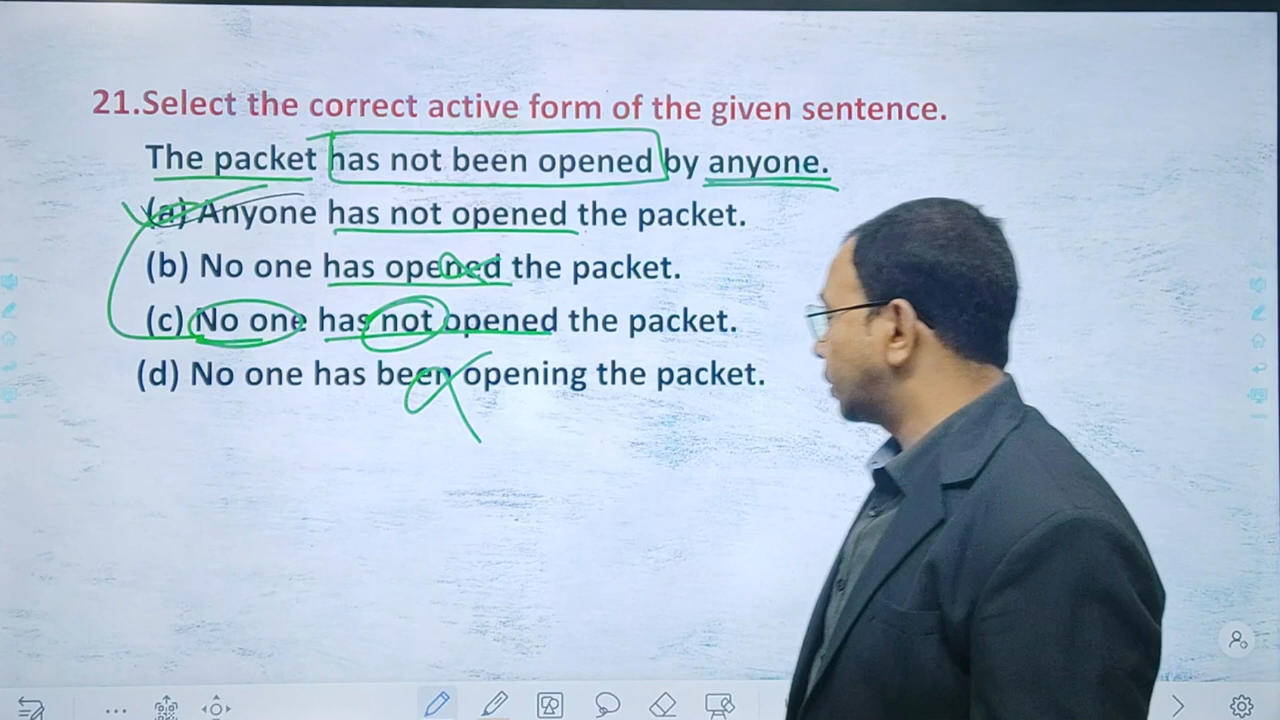 21.Select the correct active form of the given sentence.
The packet has not been opened by anyone.
(a) Anyone has not opened the packet.
(b) No one has opened the packet.
(c) No one has not opened the packet.
(d) No one has been opening the packet.